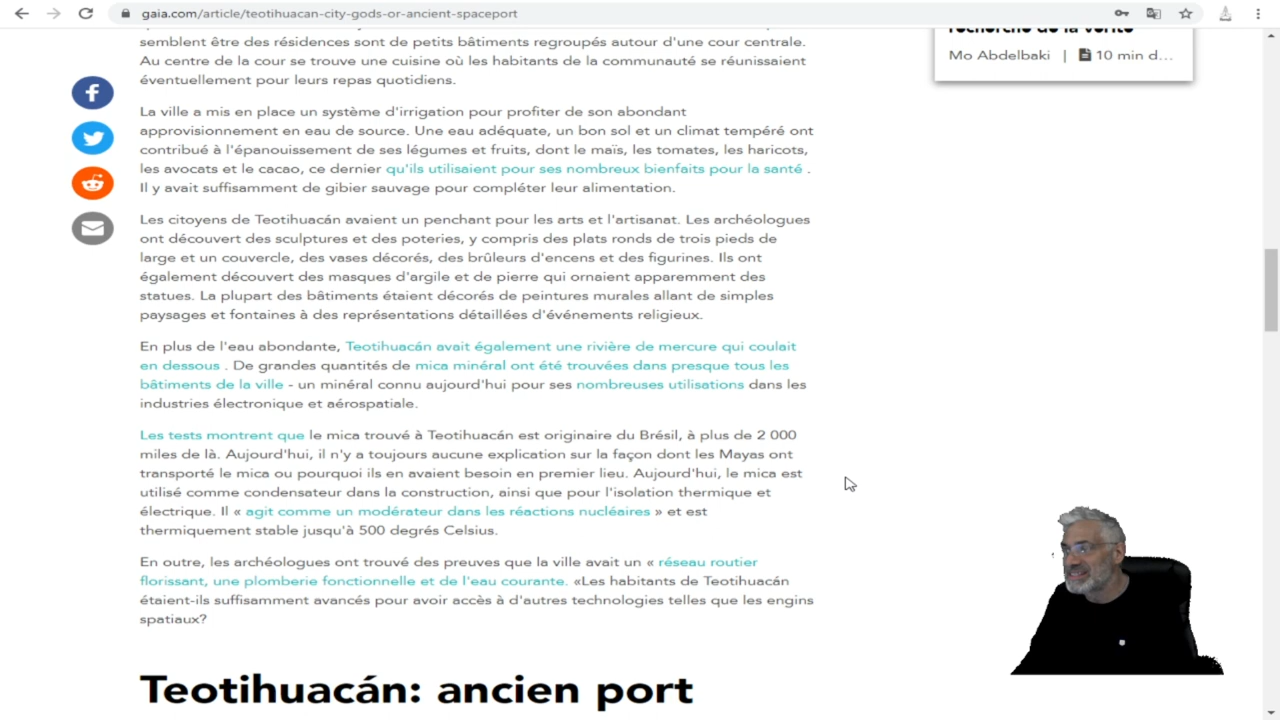 gaia.com/article/teotihuacan-city-gods-or-ancient-spaceport
recherche de la vérité
Mo Abdelbaki | 10 min d...
semblent être des résidences sont de petits bâtiments regroupés autour d'une cour centrale.
Au centre de la cour se trouve une cuisine où les habitants de la communauté se réunissaient
éventuellement pour leurs repas quotidiens.
La ville a mis en place un système d'irrigation pour profiter de son abondant
approvisionnement en eau de source. Une eau adéquate, un bon sol et un climat tempéré ont
contribué à l'épanouissement de ses légumes et fruits, dont le maïs, les tomates, les haricots,
les avocats et le cacao, ce dernier qu'ils utilisaient pour ses nombreux bienfaits pour la santé .
Il y avait suffisamment de gibier sauvage pour compléter leur alimentation.
Les citoyens de Teotihuacán avaient un penchant pour les arts et l'artisanat. Les archéologues
ont découvert des sculptures et des poteries, y compris des plats ronds de trois pieds de
large et un couvercle, des vases décorés, des brûleurs d'encens et des figurines. Ils ont
également découvert des masques d'argile et de pierre qui ornaient apparemment des
statues. La plupart des bâtiments étaient décorés de peintures murales allant de simples
paysages et fontaines à des représentations détaillées d'événements religieux.
En plus de l'eau abondante, Teotihuacán avait également une rivière de mercure qui coulait
en dessous . De grandes quantités de mica minéral ont été trouvées dans presque tous les
bâtiments de la ville - un minéral connu aujourd'hui pour ses nombreuses utilisations dans les
industries électronique et aérospatiale.
Les tests montrent que le mica trouvé à Teotihuacán est originaire du Brésil, à plus de 2 000
miles de là. Aujourd'hui, il n'y a toujours aucune explication sur la façon dont les Mayas ont
transporté le mica ou pourquoi ils en avaient besoin en premier lieu. Aujourd'hui, le mica est
utilisé comme condensateur dans la construction, ainsi que pour l'isolation thermique et
électrique. Il « agit comme un modérateur dans les réactions nucléaires » et est
thermiquement stable jusqu'à 500 degrés Celsius.
En outre, les archéologues ont trouvé des preuves que la ville avait un « réseau routier
florissant, une plomberie fonctionnelle et de l'eau courante. «Les habitants de Teotihuacán
étaient-ils suffisamment avancés pour avoir accès à d'autres technologies telles que les engins
spatiaux?
Teotihuacán: ancien port